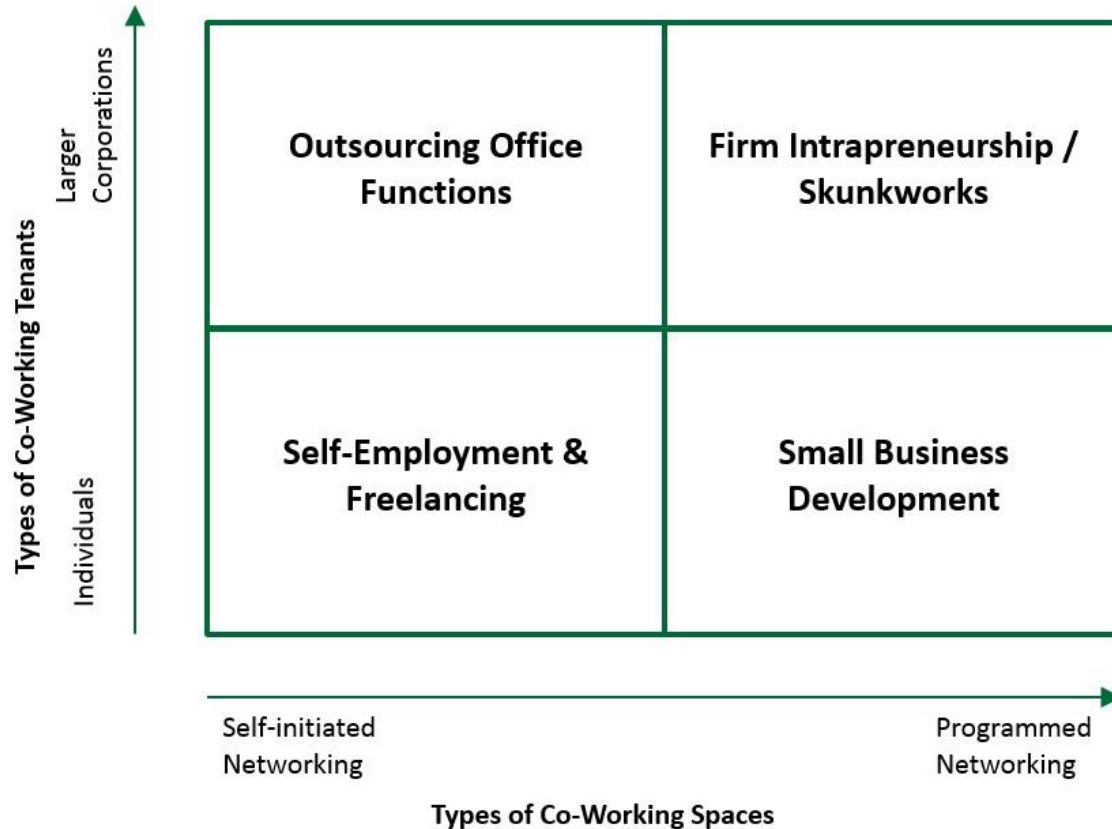 Types of Co-Working Tenants
Larger
Corporations
Individuals
Outsourcing Office
Functions
Firm Intrapreneurship /
Skunkworks
Self-Employment &
Freelancing
Small Business
Development
Self-initiated
Networking
Programmed
Networking
Types of Co-Working Spaces